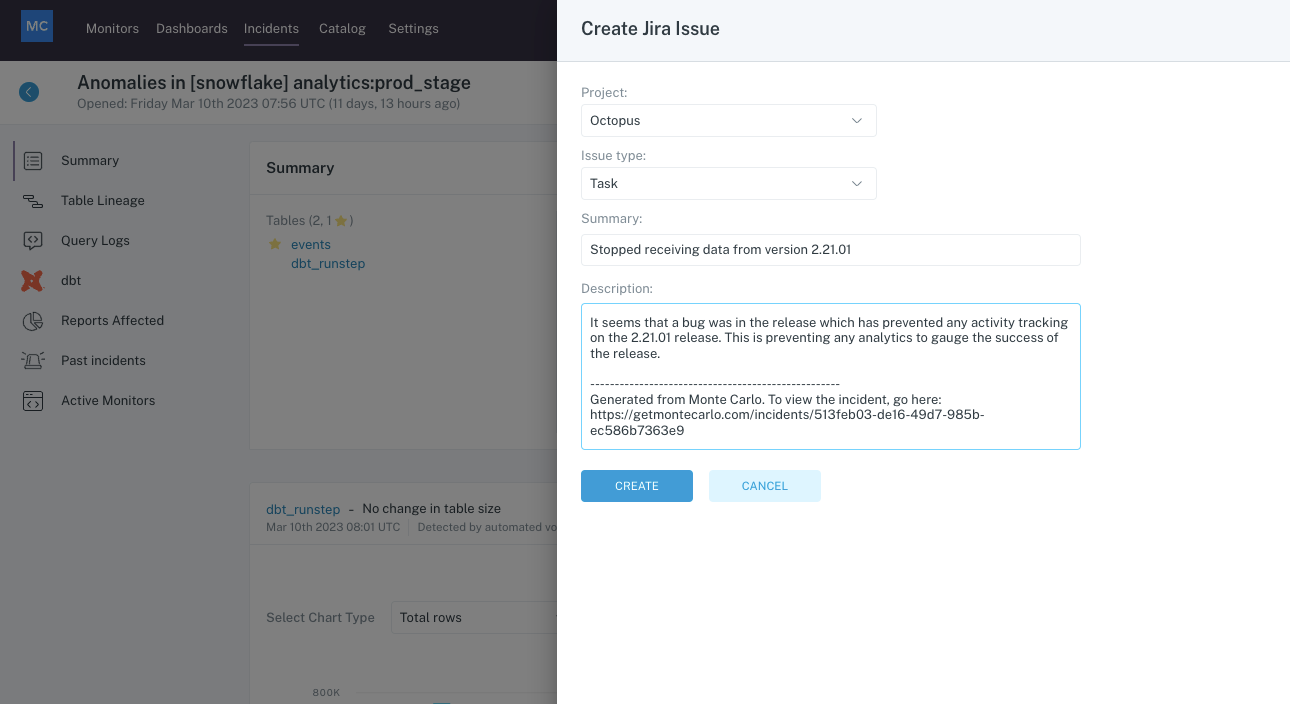 MC
Monitors
Dashboards
Incidents
Catalog
Settings
Anomalies in [snowflake] analytics:prod_stage
Opened: Friday Mar 10th 2023 07:56 UTC (11 days, 13 hours ago)
Summary
Table Lineage
Query Logs
dbt
Reports Affected
Past incidents
Active Monitors
Summary
Tables (2, 1 ⭐)
events
dbt_runstep
dbt_runstep - No change in table size
Mar 10th 2023 08:01 UTC
Detected by automated vo
Select Chart Type
Total rows
800K
Create Jira Issue
Project:
Octopus
Issue type:
Task
Summary:
Stopped receiving data from version 2.21.01
Description:
It seems that a bug was in the release which has prevented any activity tracking
on the 2.21.01 release. This is preventing any analytics to gauge the success of
the release.
---------------------------------------------------
Generated from Monte Carlo. To view the incident, go here:
https://getmontecarlo.com/incidents/513feb03-de16-49d7-985b-
ec586b7363e9
CREATE
CANCEL